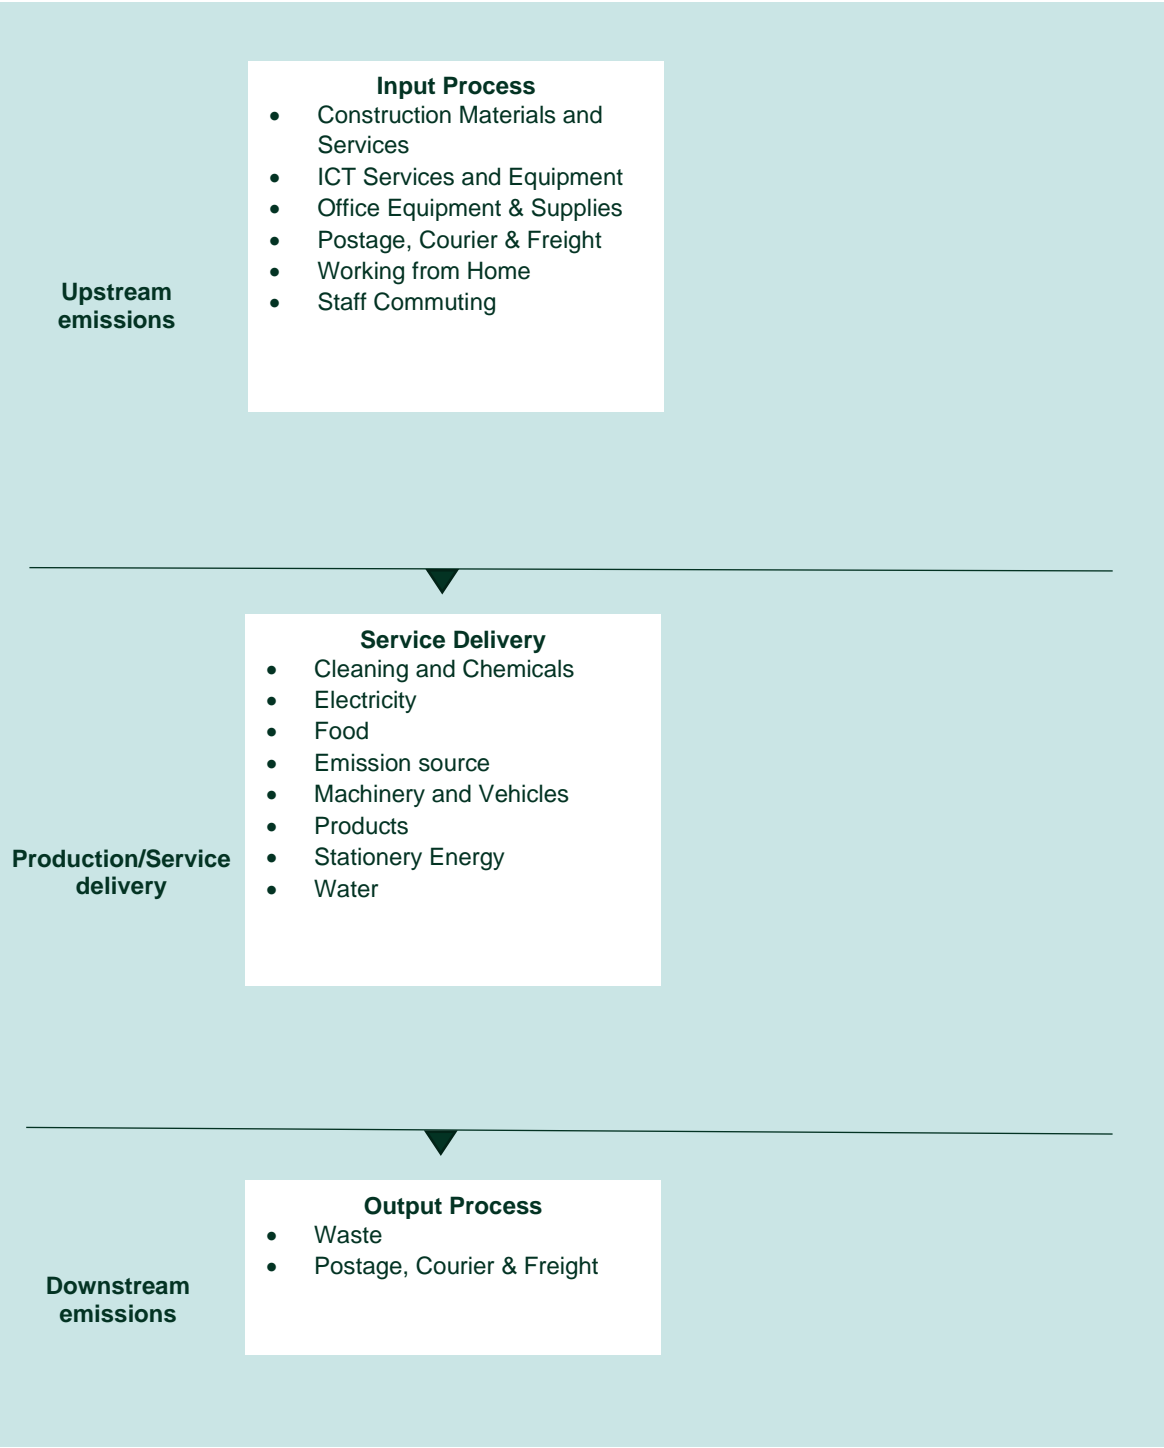 Input Process
• Construction Materials and
Services
• ICT Services and Equipment
• Office Equipment & Supplies
• Postage, Courier & Freight
• Working from Home
• Staff Commuting
Upstream
emissions
Service Delivery
• Cleaning and Chemicals
• Electricity
• Food
• Emission source
• Machinery and Vehicles
• Products
• Stationery Energy
• Water
Production/Service
delivery
Output Process
• Waste
• Postage, Courier & Freight
Downstream
emissions